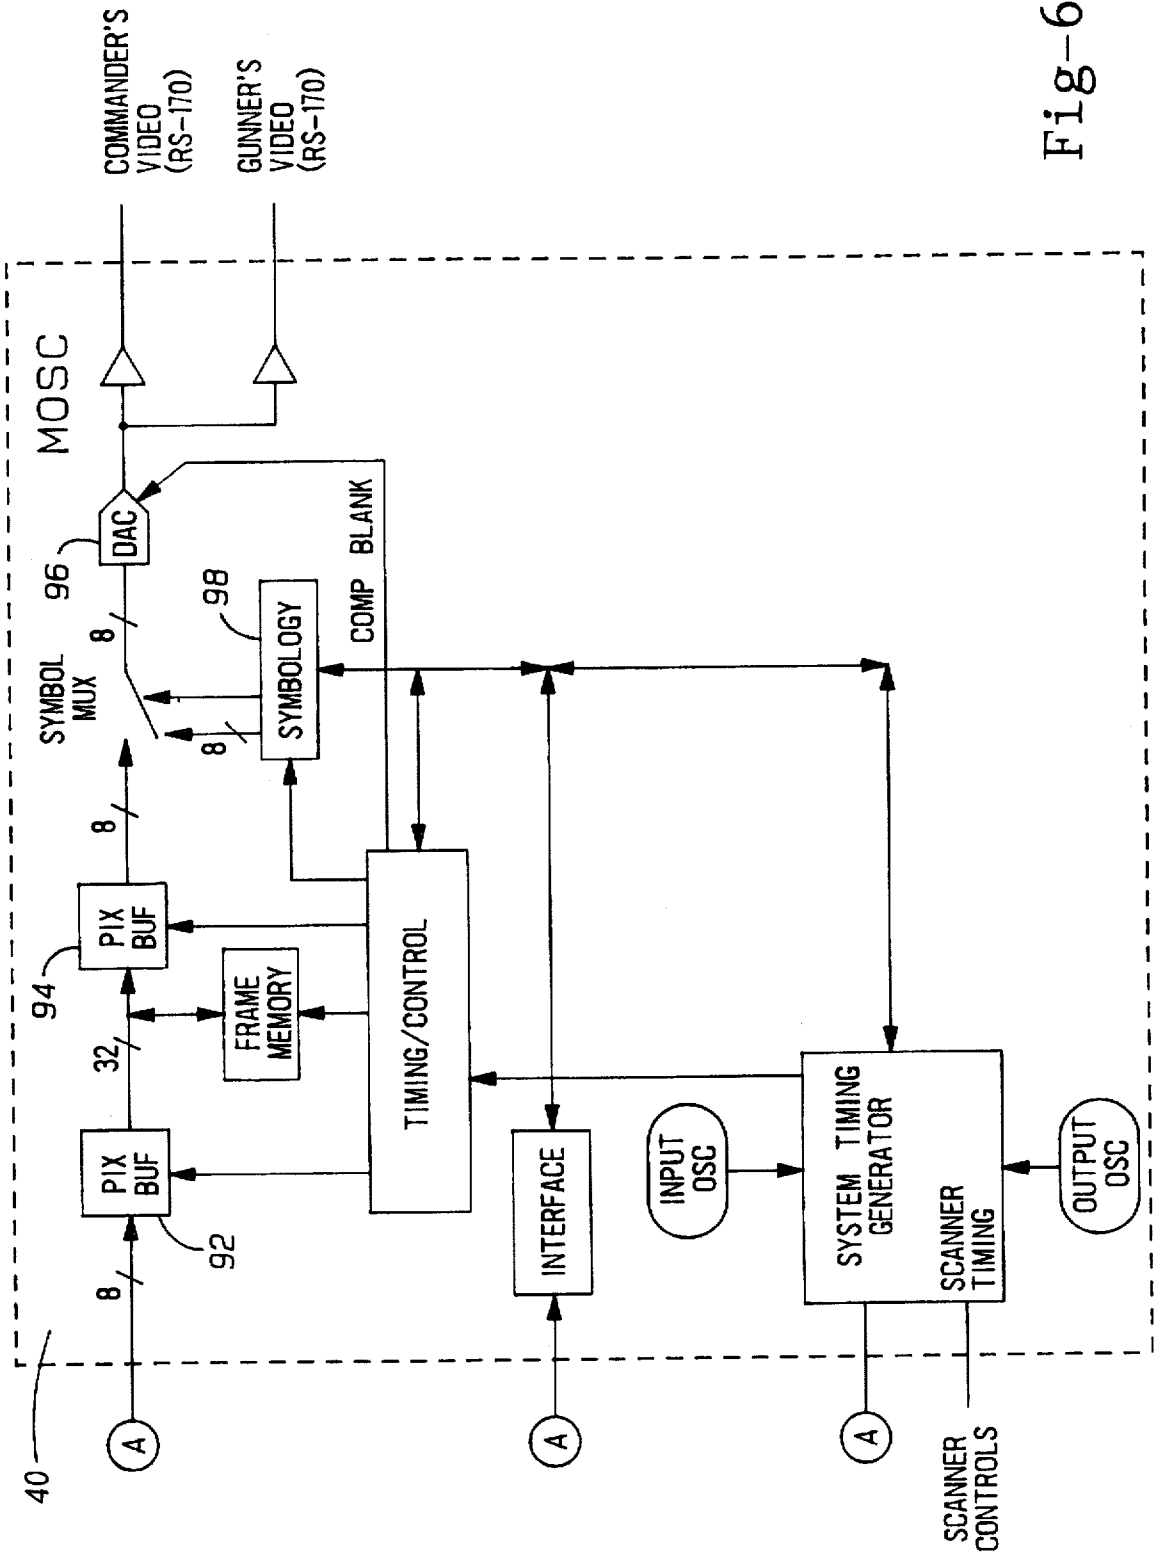 40
MOSC
COMMANDER'S
VIDEO
(RS-170)
GUNNER'S
VIDEO
(RS-170)
A
8
PIX
BUF
92
32
94
PIX
BUF
8
SYMBOL
MUX
8
96
DAC
FRAME
MEMORY
8
SYMBOLOGY
98
COMP BLANK
TIMING/CONTROL
A
INTERFACE
INPUT
OSC
A
SYSTEM TIMING
GENERATOR
SCANNER
TIMING
SCANNER
CONTROLS
OUTPUT
OSC
Fig-6